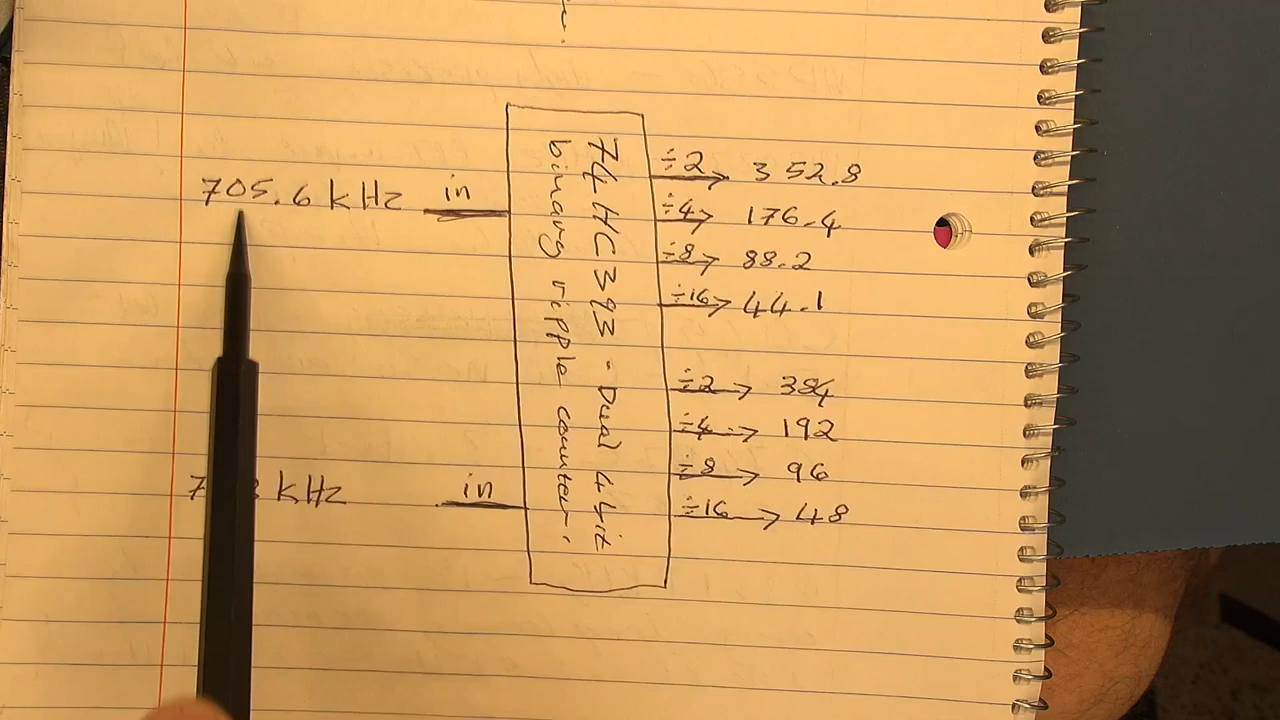 705.6 kHz in
÷2 352.8
÷4 176.4
÷8 88.2
÷16 44.1
74HC393 - Dual 4 bit
binary ripple counter.
kHz in
÷2 384
÷4 192
÷8 96
÷16 48